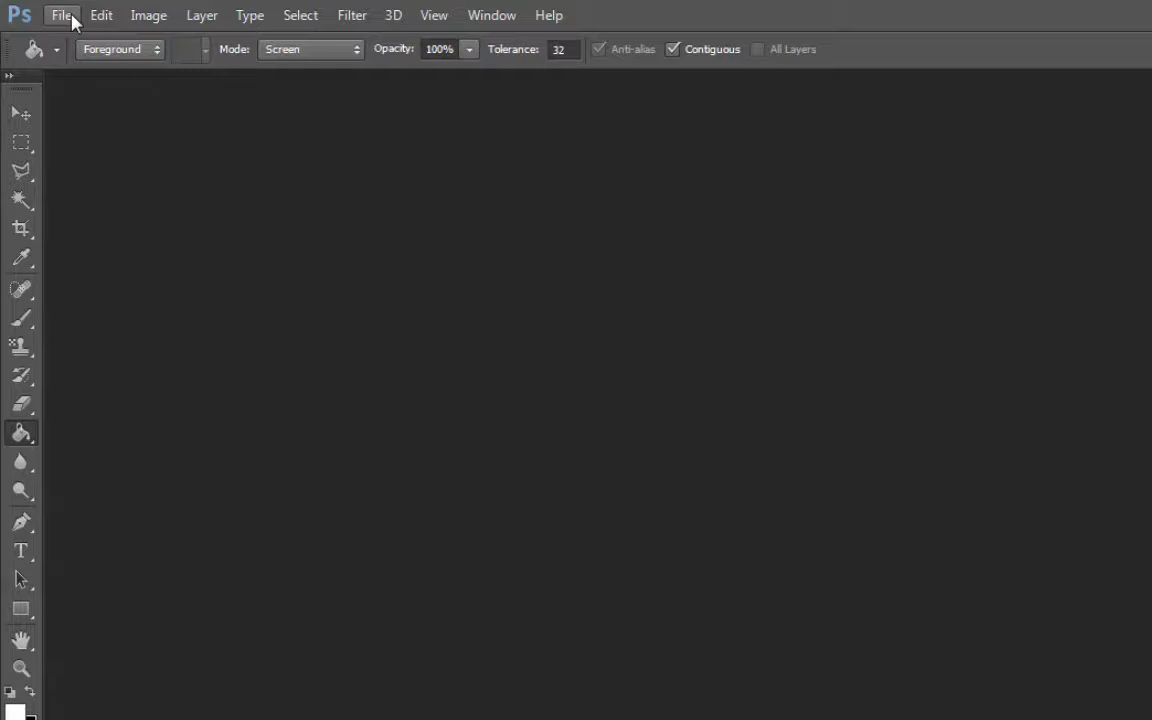 Ps File Edit Image Layer Type Select Filter 3D View Window Help
Foreground Mode: Screen Opacity: 100% Tolerance: 32 Anti-alias Contiguous All Layers
T